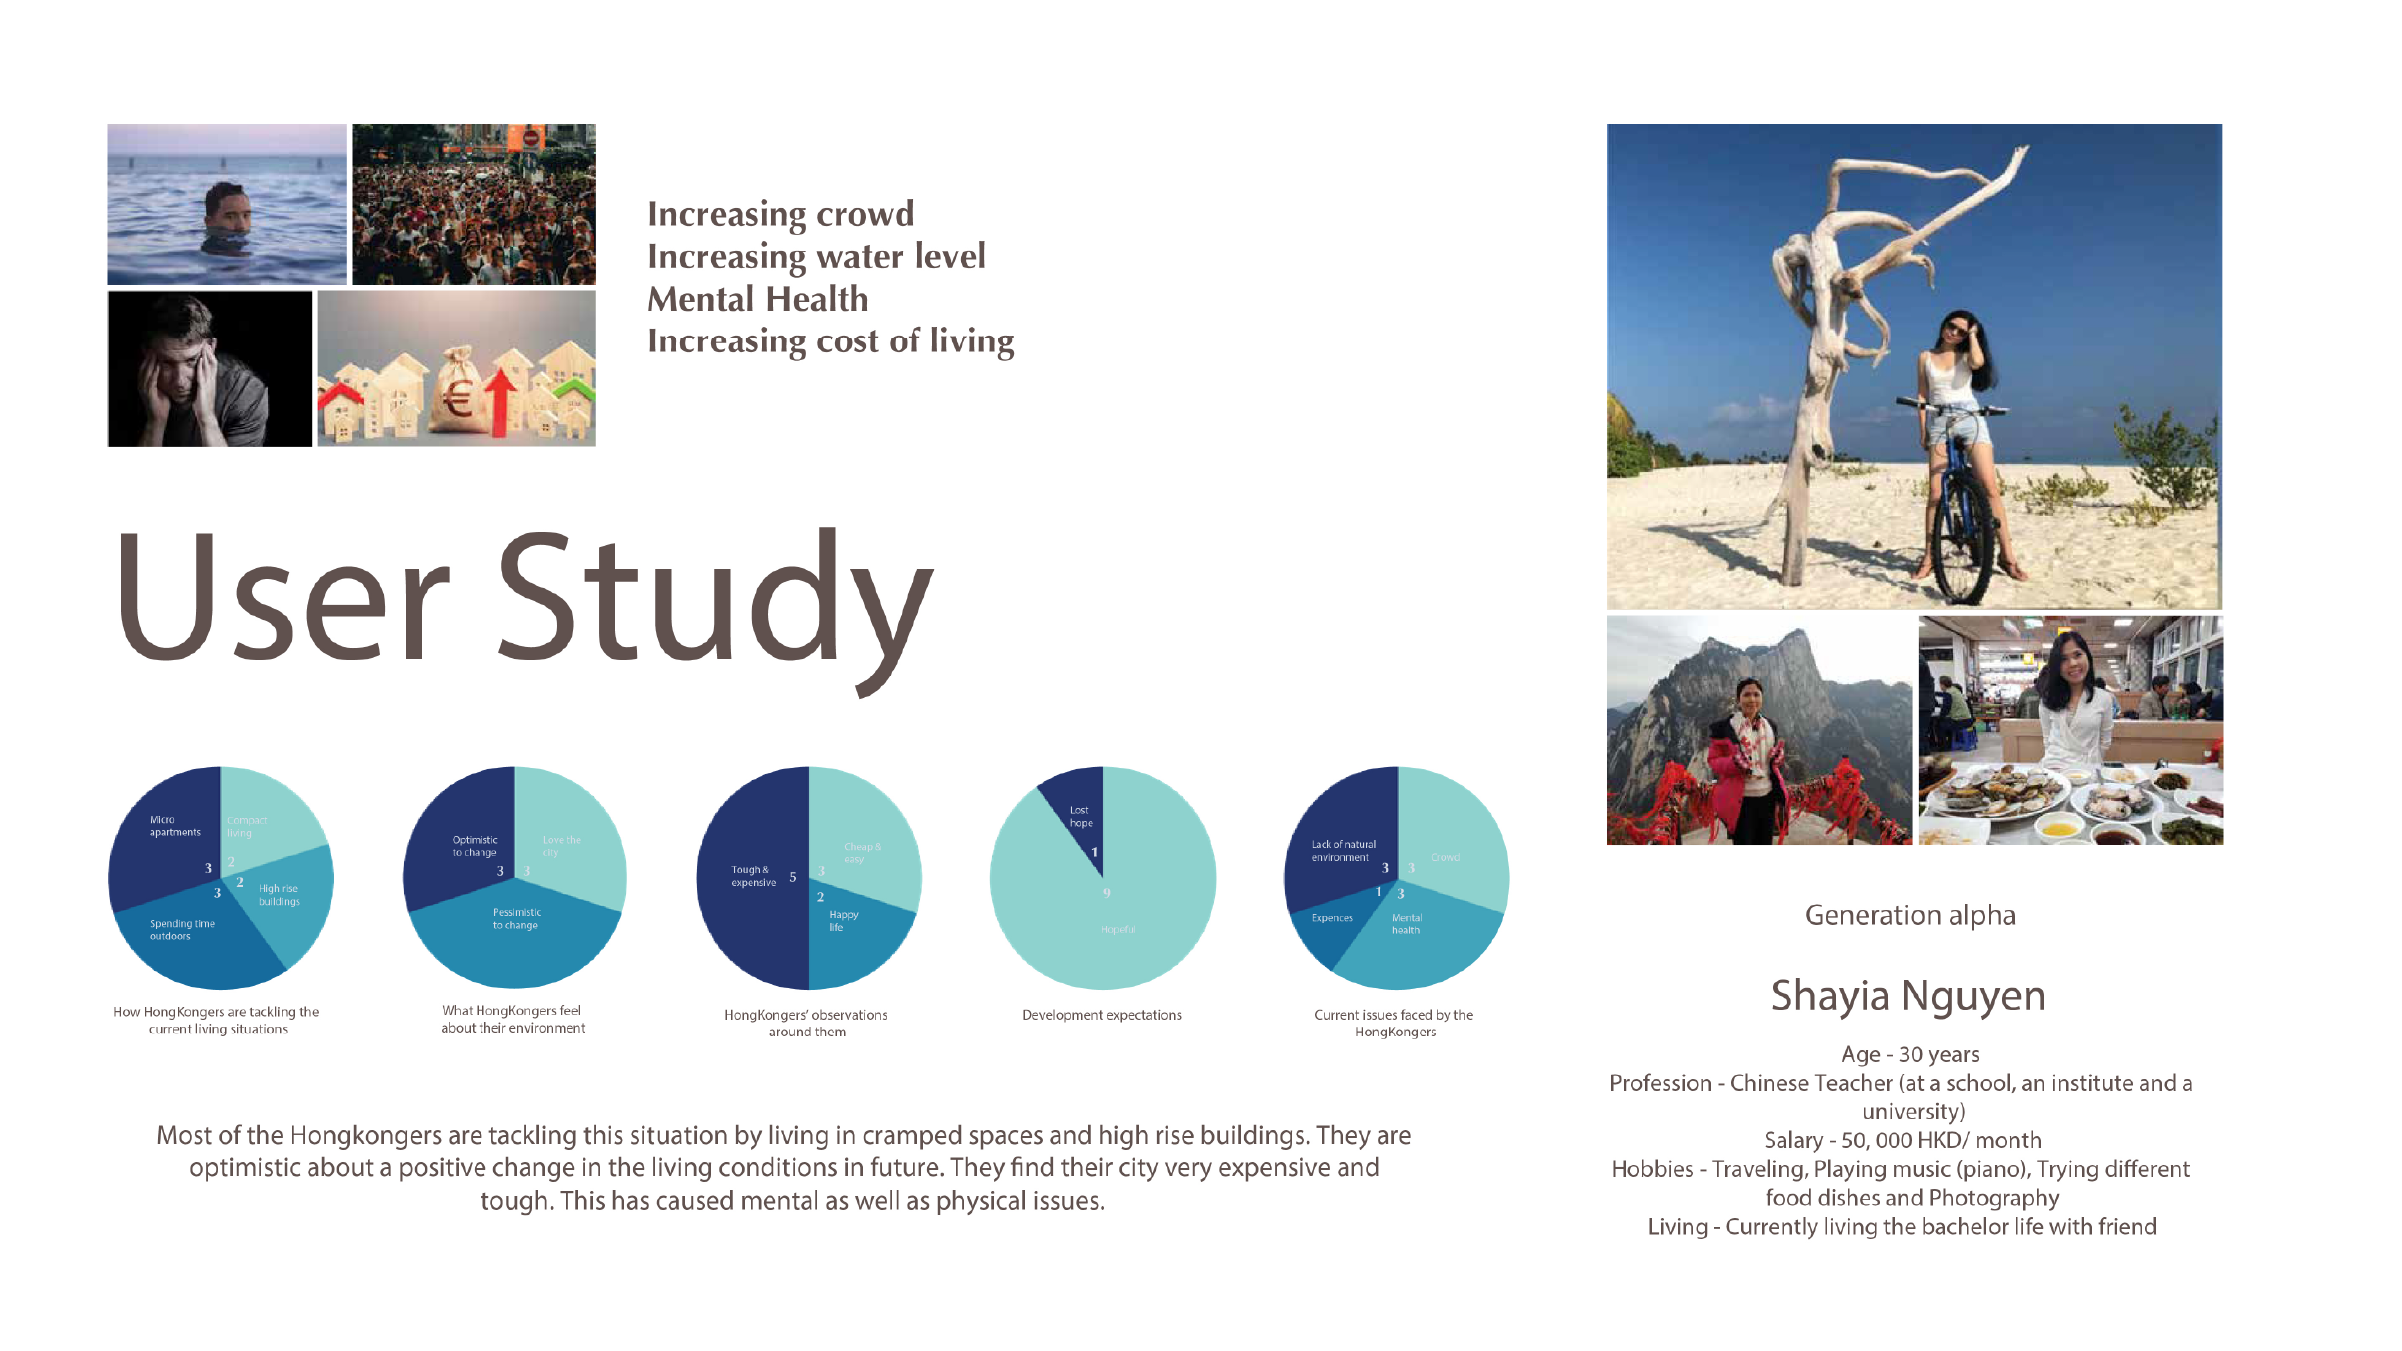 Increasing crowd
Increasing water level
Mental Health
Increasing cost of living
€
User Study
Micro
apartments
3
Compact
living
2
2
High rise
buildings
3
Spending time
outdoors
How HongKongers are tackling the
current living situations
Optimistic
to change
3
Love the
city
3
Pessimistic
to change
What HongKongers feel
about their environment
Tough &
expensive
5
Cheap &
easy
3
2
Happy
life
HongKongers’ observations
around them
Lost
hope
1
9
Hopeful
Development expectations
Lack of natural
environment
3
3
Crowd
1
Expences
3
Mental
health
Current issues faced by the
HongKongers
Most of the Hongkongers are tackling this situation by living in cramped spaces and high rise buildings. They are
optimistic about a positive change in the living conditions in future. They find their city very expensive and
tough. This has caused mental as well as physical issues.
Generation alpha
Shayia Nguyen
Age - 30 years
Profession - Chinese Teacher (at a school, an institute and a
university)
Salary - 50, 000 HKD/ month
Hobbies - Traveling, Playing music (piano), Trying different
food dishes and Photography
Living - Currently living the bachelor life with friend